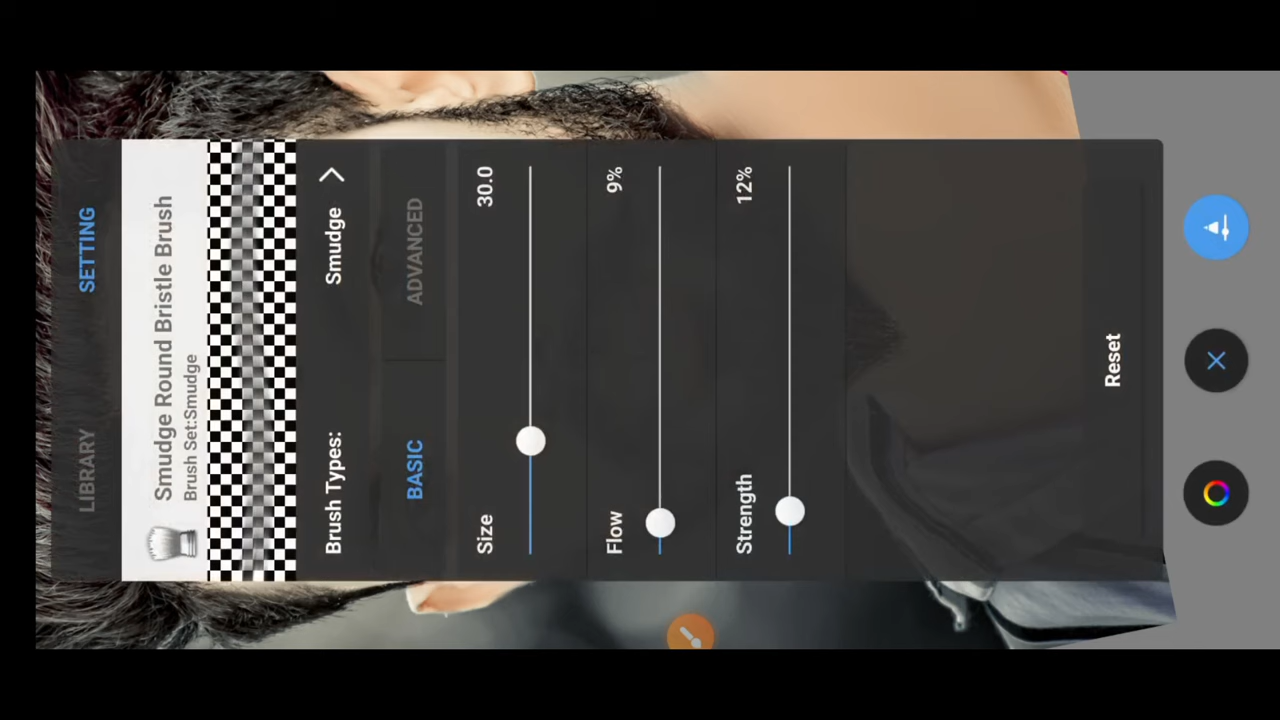 LIBRARY SETTING
Smudge Round Bristle Brush
Brush Set:Smudge
Brush Types: Smudge
BASIC ADVANCED
Size 30.0
Flow 9%
Strength 12%
Reset